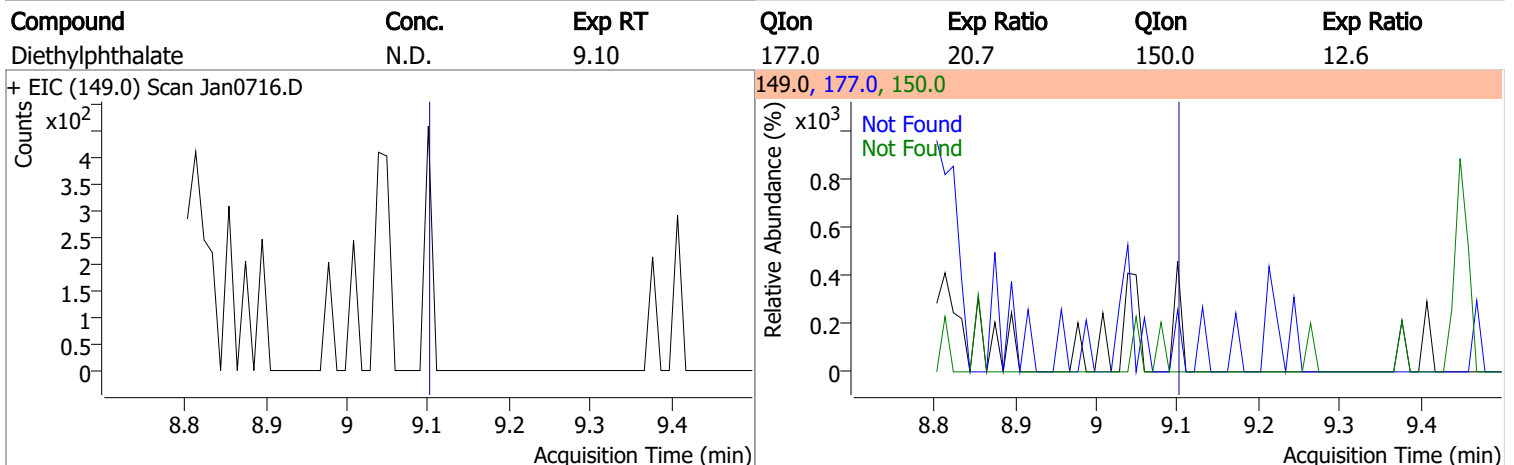 Compound Conc. Exp RT QIon Exp Ratio QIon Exp Ratio
Diethylphthalate N.D. 9.10 177.0 20.7 150.0 12.6
+ EIC (149.0) Scan Jan0716.D
Counts
x10²
4
3.5
3
2.5
2
1.5
1
0.5
0
8.8 8.9 9 9.1 9.2 9.3 9.4
Acquisition Time (min)
149.0, 177.0, 150.0
Relative Abundance (%)
x10³
Not Found
Not Found
0.8
0.6
0.4
0.2
0
8.8 8.9 9 9.1 9.2 9.3 9.4
Acquisition Time (min)